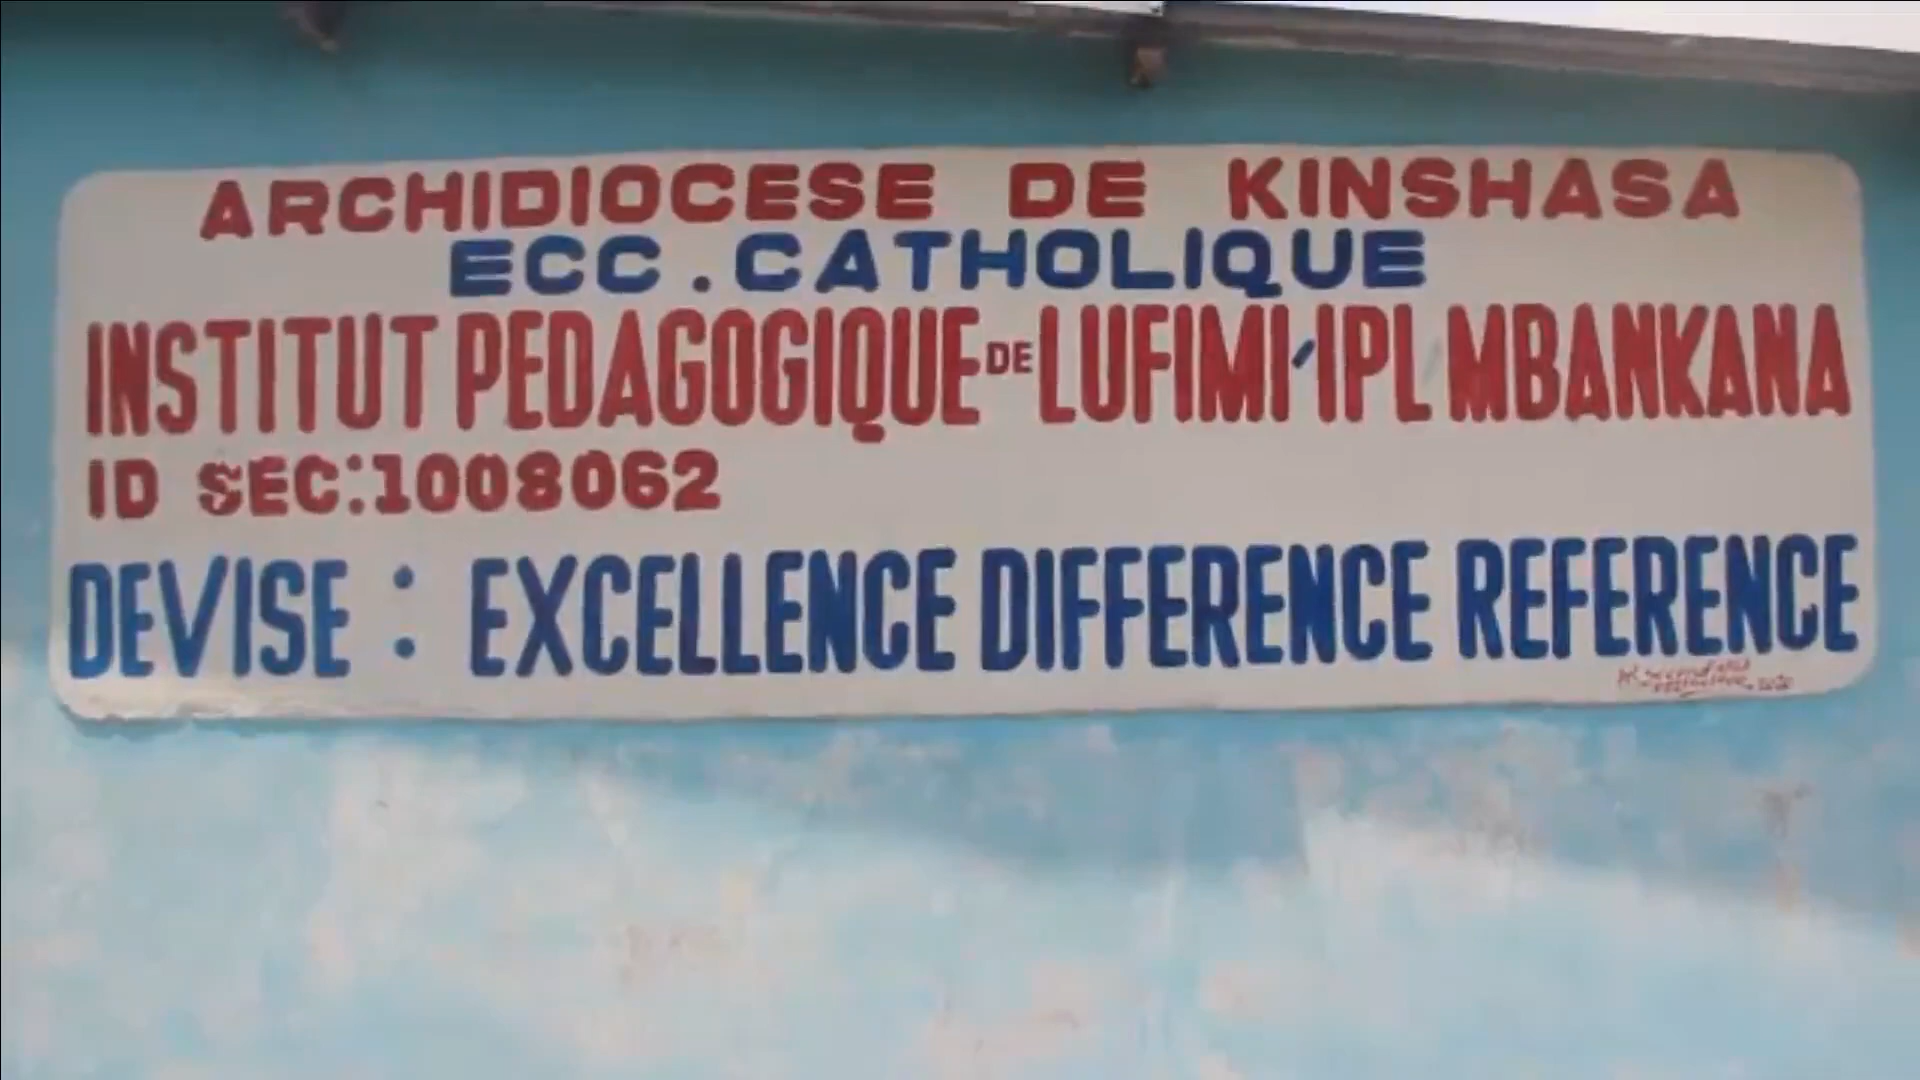 ARCHIDIOCESE DE KINSHASA
ECC. CATHOLIQUE
INSTITUT PEDAGOGIQUE DE LUFIMI/IPL MBANKANA
ID SEC:1008062
DEVISE : EXCELLENCE DIFFERENCE REFERENCE